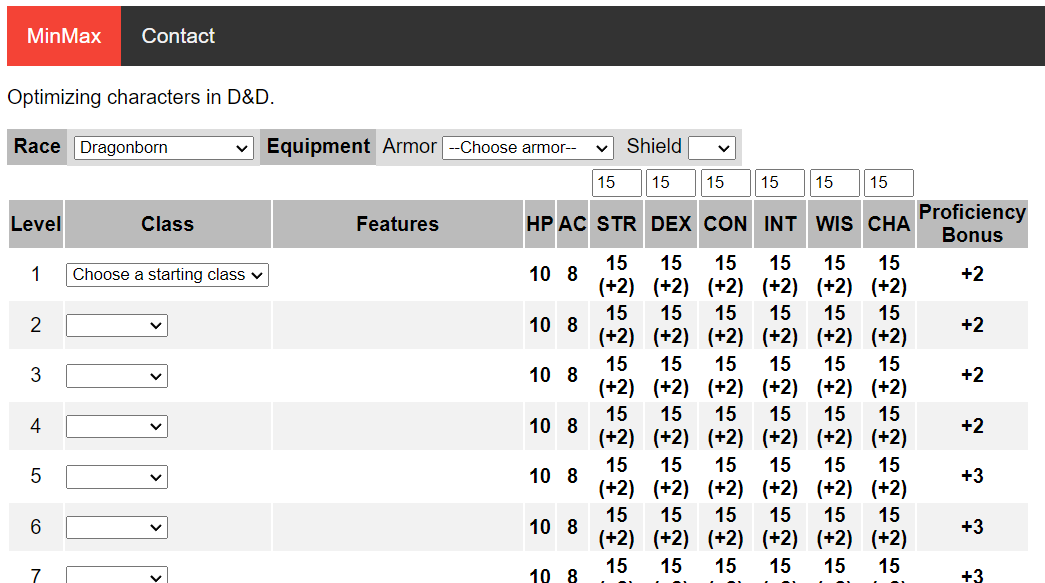 MinMax Contact
Optimizing characters in D&D.
Race Dragonborn Equipment Armor --Choose armor-- Shield
15 15 15 15 15 15
Level Class Features HP AC STR DEX CON INT WIS CHA Proficiency Bonus
1 Choose a starting class 10 8 15 (+2) 15 (+2) 15 (+2) 15 (+2) 15 (+2) 15 (+2) +2
2 10 8 15 (+2) 15 (+2) 15 (+2) 15 (+2) 15 (+2) 15 (+2) +2
3 10 8 15 (+2) 15 (+2) 15 (+2) 15 (+2) 15 (+2) 15 (+2) +2
4 10 8 15 (+2) 15 (+2) 15 (+2) 15 (+2) 15 (+2) 15 (+2) +2
5 10 8 15 (+2) 15 (+2) 15 (+2) 15 (+2) 15 (+2) 15 (+2) +3
6 10 8 15 (+2) 15 (+2) 15 (+2) 15 (+2) 15 (+2) 15 (+2) +3
7 10 8 15 15 15 15 15 15 +3